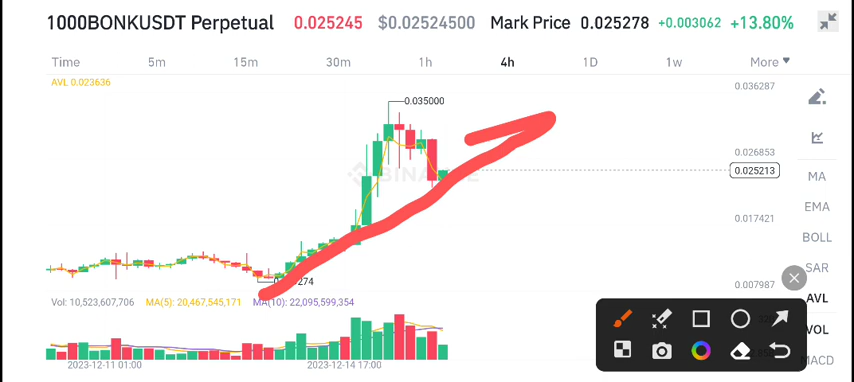 1000BONKUSDT Perpetual 0.025245 $0.02524500 Mark Price 0.025278 +0.003062 +13.80%
Time 5m 15m 30m 1h 4h 1D 1w More
AVL 0.023636
0.036287
0.035000
0.026853
0.025213
MA
EMA
0.017421
BOLL
SAR
0.007987
AVL
Vol: 10,523,607,706 MA(5): 20,467,545,171 MA(10): 22,095,599,354
VOL
MACD
2023-12-11 01:00 2023-12-14 17:00